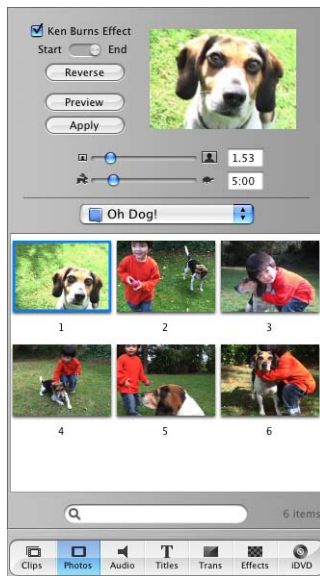 Ken Burns Effect
Start End
Reverse
Preview
Apply
1.53
5:00
Oh Dog!
1 2 3
4 5 6
6 items
Clips Photos Audio Titles Trans Effects iDVD